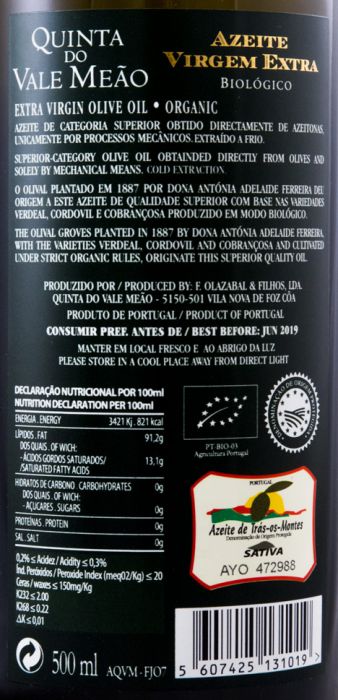 QUINTA
DO
VALE MEÃO
AZEITE
VIRGEM EXTRA
BIOLÓGICO
EXTRA VIRGIN OLIVE OIL • ORGANIC
AZEITE DE CATEGORIA SUPERIOR OBTIDO DIRECTAMENTE DE AZEITONAS,
UNICAMENTE POR PROCESSOS MECÂNICOS. EXTRAÍDO A FRIO.
SUPERIOR-CATEGORY OLIVE OIL OBTAINDED DIRECTLY FROM OLIVES AND
SOLELY BY MECHANICAL MEANS. COLD EXTRACTION.
O OLIVAL PLANTADO EM 1887 POR DONA ANTÓNIA ADELAIDE FERREIRA DEU
ORIGEM A ESTE AZEITE DE QUALIDADE SUPERIOR COM BASE NAS VARIEDADES
VERDEAL, CORDOVIL E COBRANÇOSA PRODUZIDO EM MODO BIOLÓGICO.
THE OLIVAL GROVES PLANTED IN 1887 BY DONA ANTÓNIA ADELAIDE FERREIRA,
WITH THE VARIETIES VERDEAL, CORDOVIL AND COBRANÇOSA AND CULTIVATED
UNDER STRICT ORGANIC RULES, ORIGINATE THIS SUPERIOR QUALITY OIL.
PRODUZIDO POR / PRODUCED BY: F. OLAZABAL & FILHOS, LDA.
QUINTA DO VALE MEÃO - 5150-501 VILA NOVA DE FOZ CÔA
PRODUTO DE PORTUGAL / PRODUCT OF PORTUGAL
CONSUMIR PREF. ANTES DE / BEST BEFORE: JUN 2019
MANTER EM LOCAL FRESCO E AO ABRIGO DA LUZ
PLEASE STORE IN A COOL PLACE AWAY FROM DIRECT LIGHT
DECLARAÇÃO NUTRICIONAL POR 100ml
NUTRITION DECLARATION PER 100ml
ENERGIA . ENERGY 3421 Kj . 821 kcal
LÍPIDOS . FAT 91,2g
DOS QUAIS . OF WICH:
- ÁCIDOS GORDOS SATURADOS/ 13,1g
/SATURATED FATTY ACIDS
HIDRATOS DE CARBONO . CARBOHYDRATES 0g
DOS QUAIS . OF WICH:
- AÇUCARES . SUGARS 0g
PROTEÍNAS . PROTEIN 0g
SAL . SALT 0g
0,2% ≤ Acidez / Acidity ≤ 0,3%
Ind. Peróxidos / Peroxide Index (meq02/Kg) ≤ 20
Ceras / waxes ≤ 150mg/Kg
K232 ≤ 2.00
K268 ≤ 0.22
ΔK ≤ 0,01
500 ml AQVM - FJO7
PT-BIO-03
Agricultura Portugal
DENOMINAÇÃO DE ORIGEM PROTEGIDA
PORTUGAL
Azeite de Trás-os-Montes
Denominação de Origem Protegida
SATIVA
AYO 472988
5 607425 131019 >